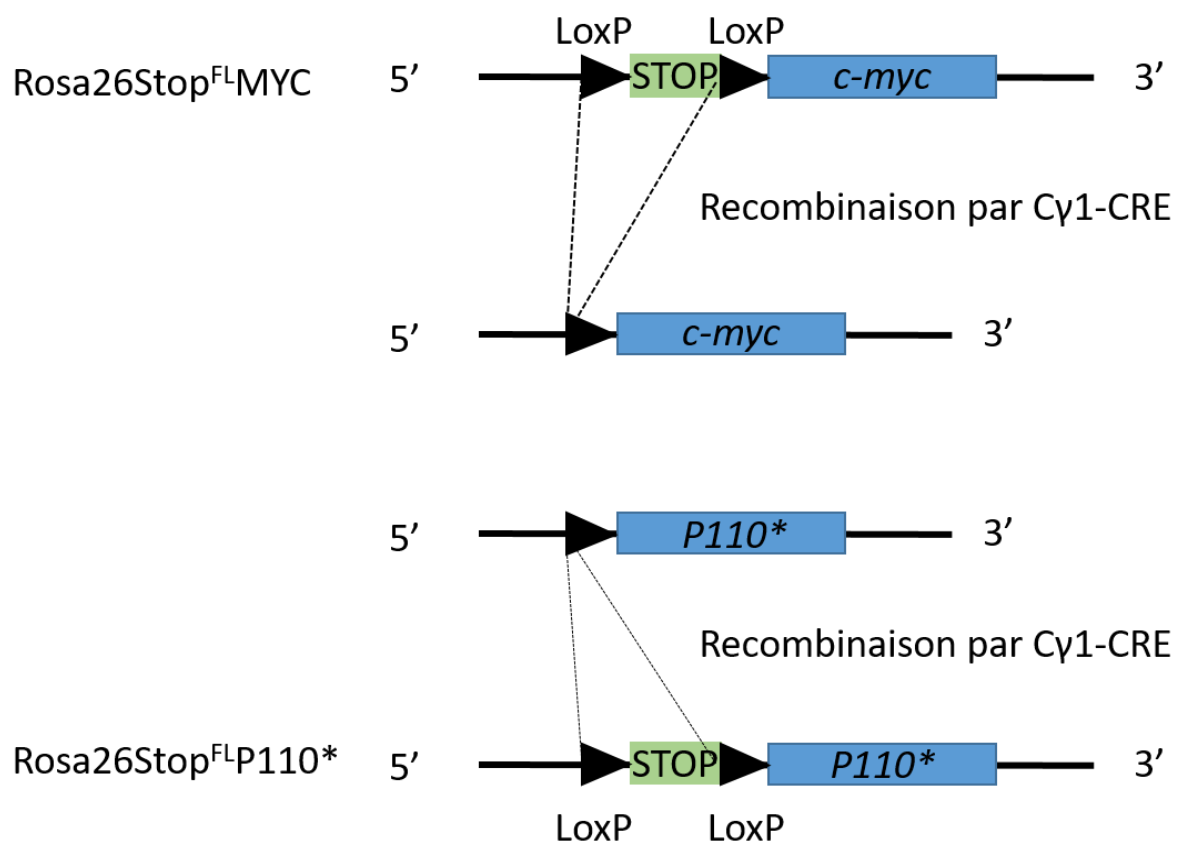 LoxP LoxP
Rosa26Stop^FL MYC 5’ STOP c-myc 3’
Recombinaison par Cγ1-CRE
5’ c-myc 3’
5’ P110* 3’
Recombinaison par Cγ1-CRE
Rosa26Stop^FL P110* 5’ STOP P110* 3’
LoxP LoxP